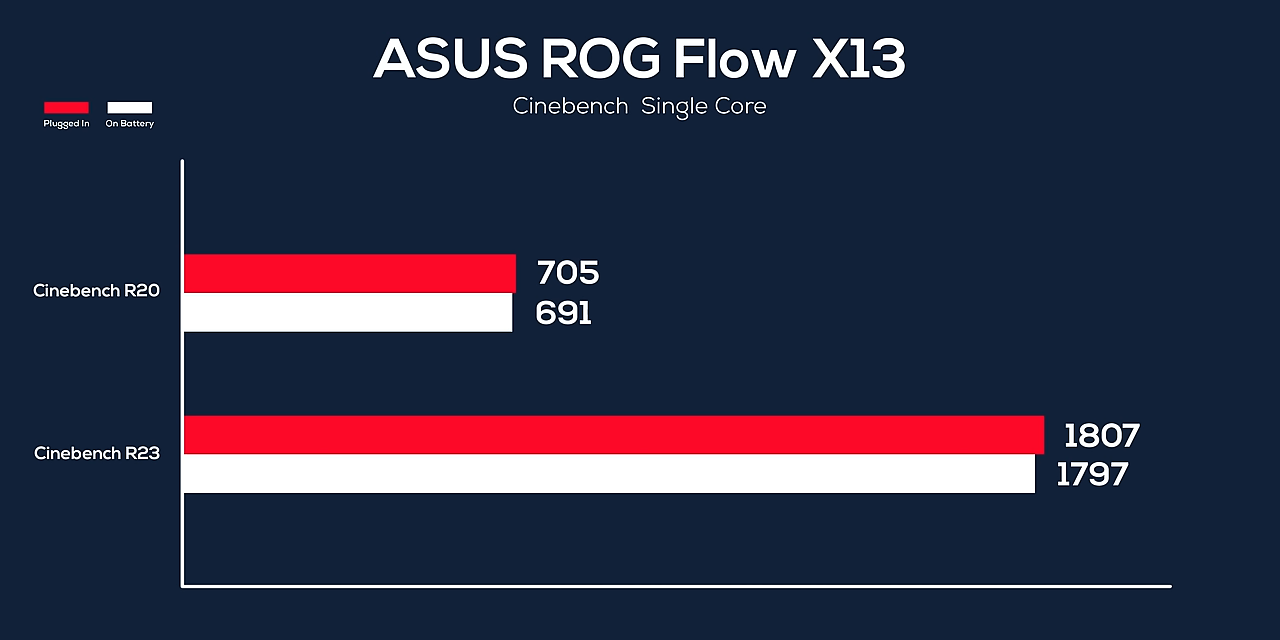 ASUS ROG Flow X13
Cinebench Single Core
Plugged In
On Battery
Cinebench R20
705
691
Cinebench R23
1807
1797